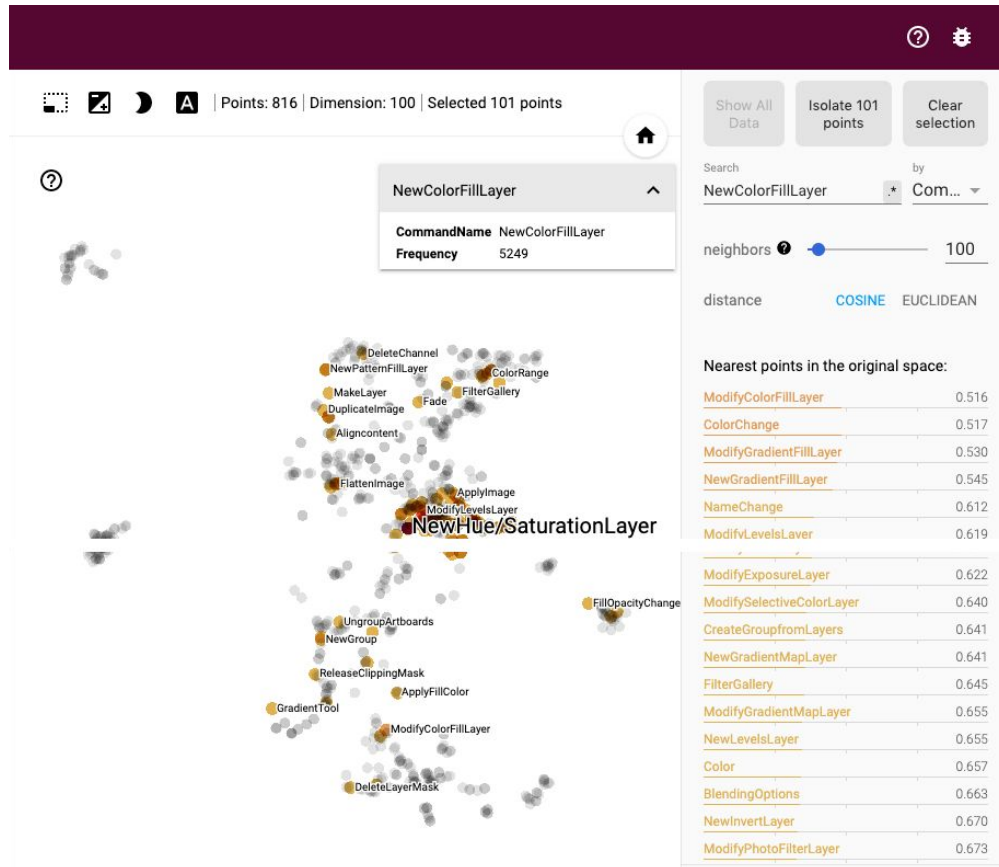 Points: 816 | Dimension: 100 | Selected 101 points
Show All Data
Isolate 101 points
Clear selection
Search
by
NewColorFillLayer .* Com...
neighbors 100
distance COSINE EUCLIDEAN
Nearest points in the original space:
ModifyColorFillLayer 0.516
ColorChange 0.517
ModifyGradientFillLayer 0.530
NewGradientFillLayer 0.545
NameChange 0.612
ModifyLevelsLayer 0.619
ModifyExposureLayer 0.622
ModifySelectiveColorLayer 0.640
CreateGroupfromLayers 0.641
NewGradientMapLayer 0.641
FilterGallery 0.645
ModifyGradientMapLayer 0.655
NewLevelsLayer 0.655
Color 0.657
BlendingOptions 0.663
NewInvertLayer 0.670
ModifyPhotoFilterLayer 0.673
NewColorFillLayer
CommandName NewColorFillLayer
Frequency 5249
DeleteChannel
NewPatternFillLayer
ColorRange
MakeLayer
FilterGallery
Fade
DuplicateImage
Aligncontent
FlattenImage
ApplyImage
ModifyLevelsLayer
NewHue/SaturationLayer
FillOpacityChange
UngroupArtboards
NewGroup
ReleaseClippingMask
ApplyFillColor
GradientTool
ModifyColorFillLayer
DeleteLayerMask